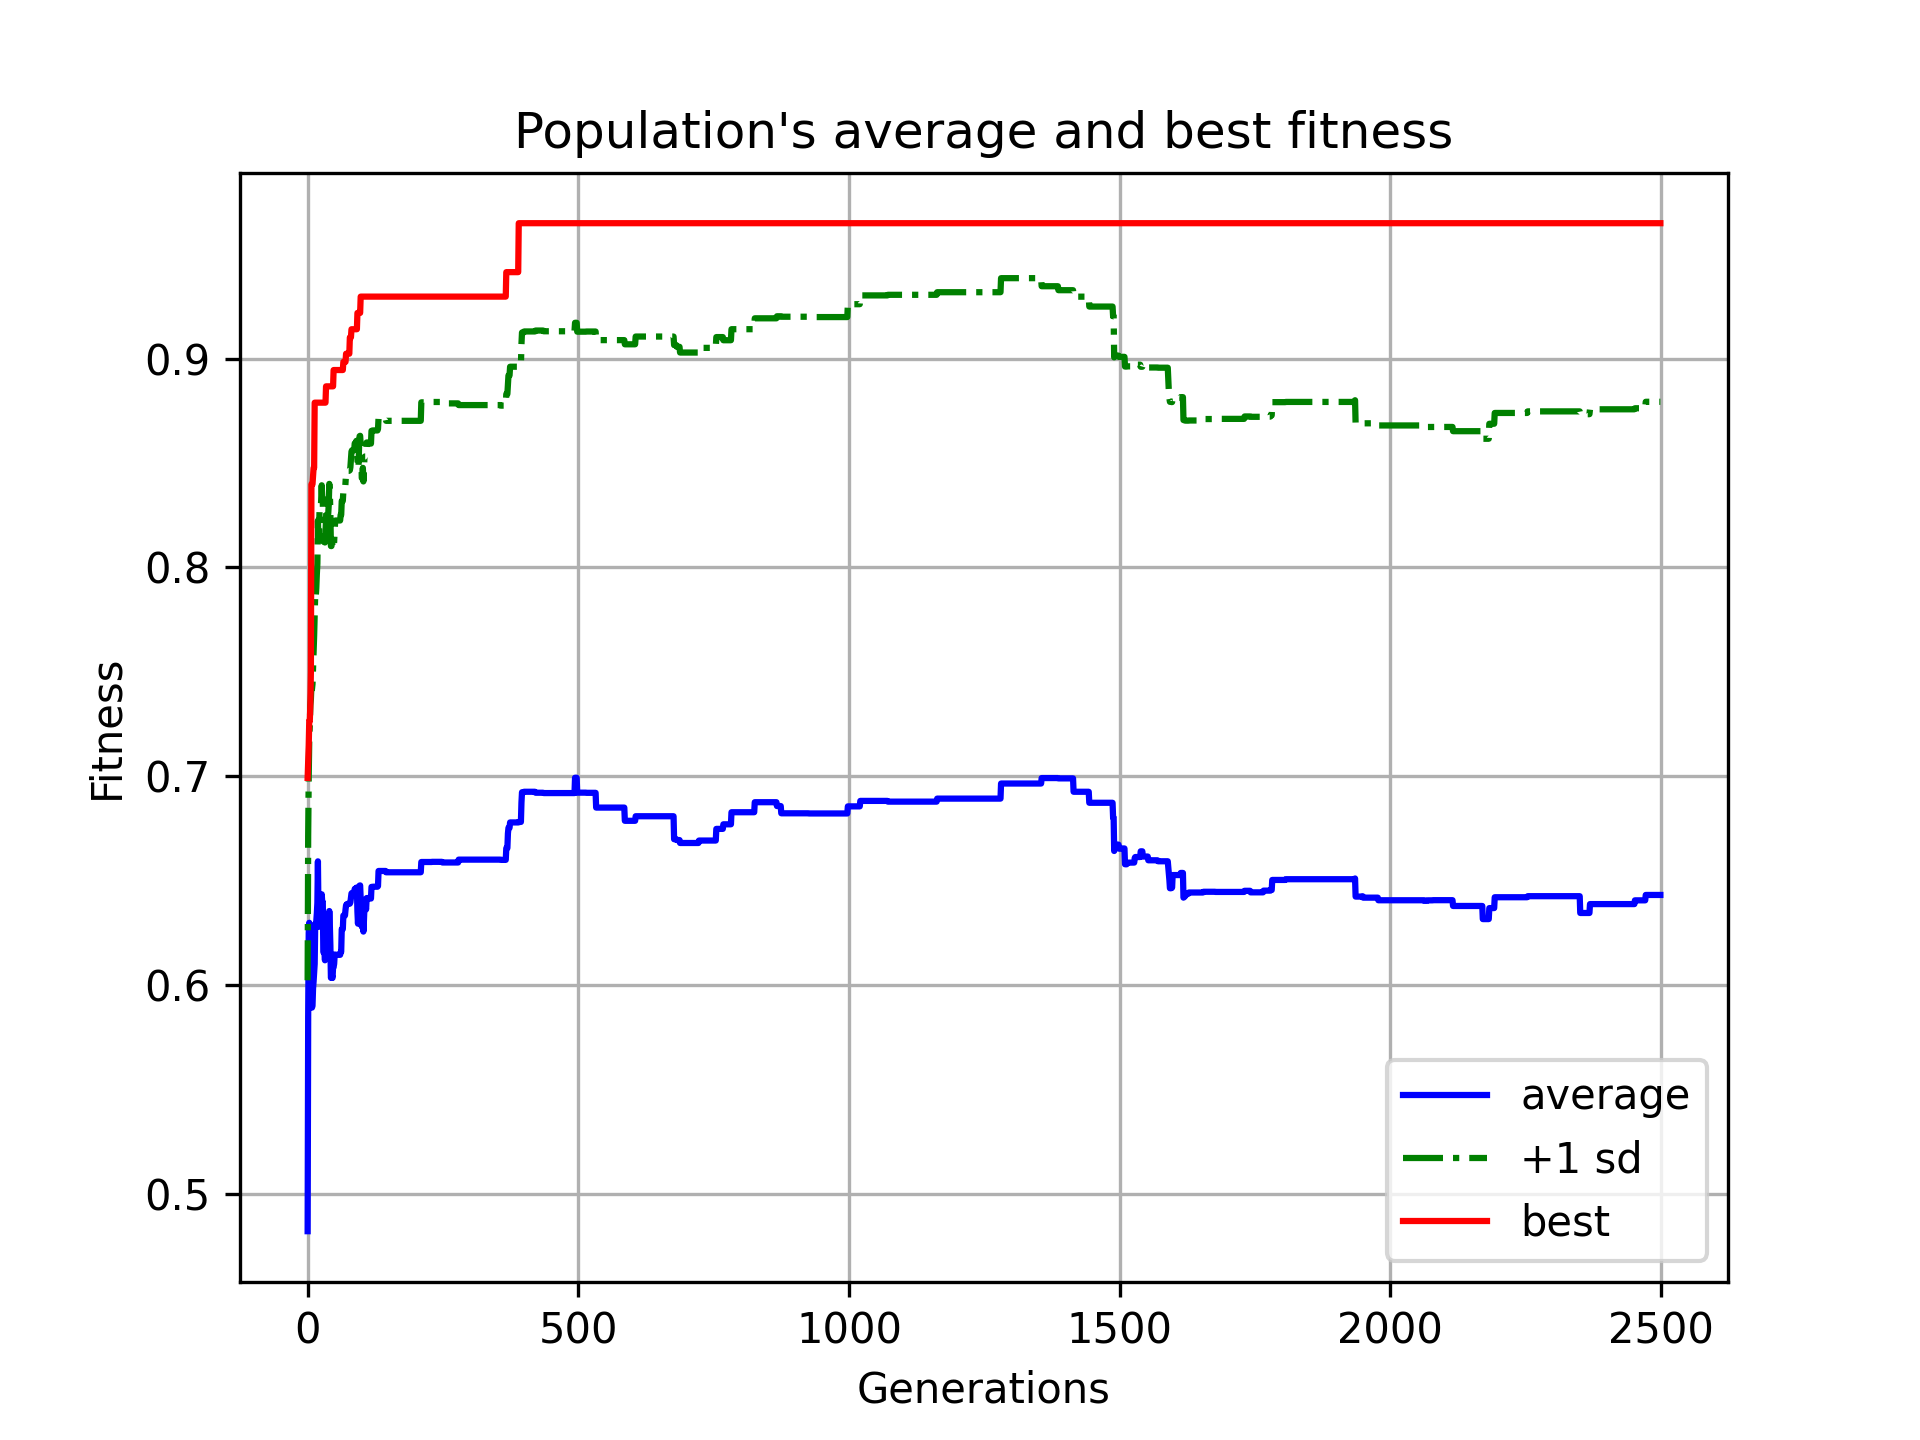 Population's average and best fitness
Fitness
0.9
0.8
0.7
0.6
0.5
0
500
1000
1500
2000
2500
Generations
average
+1 sd
best